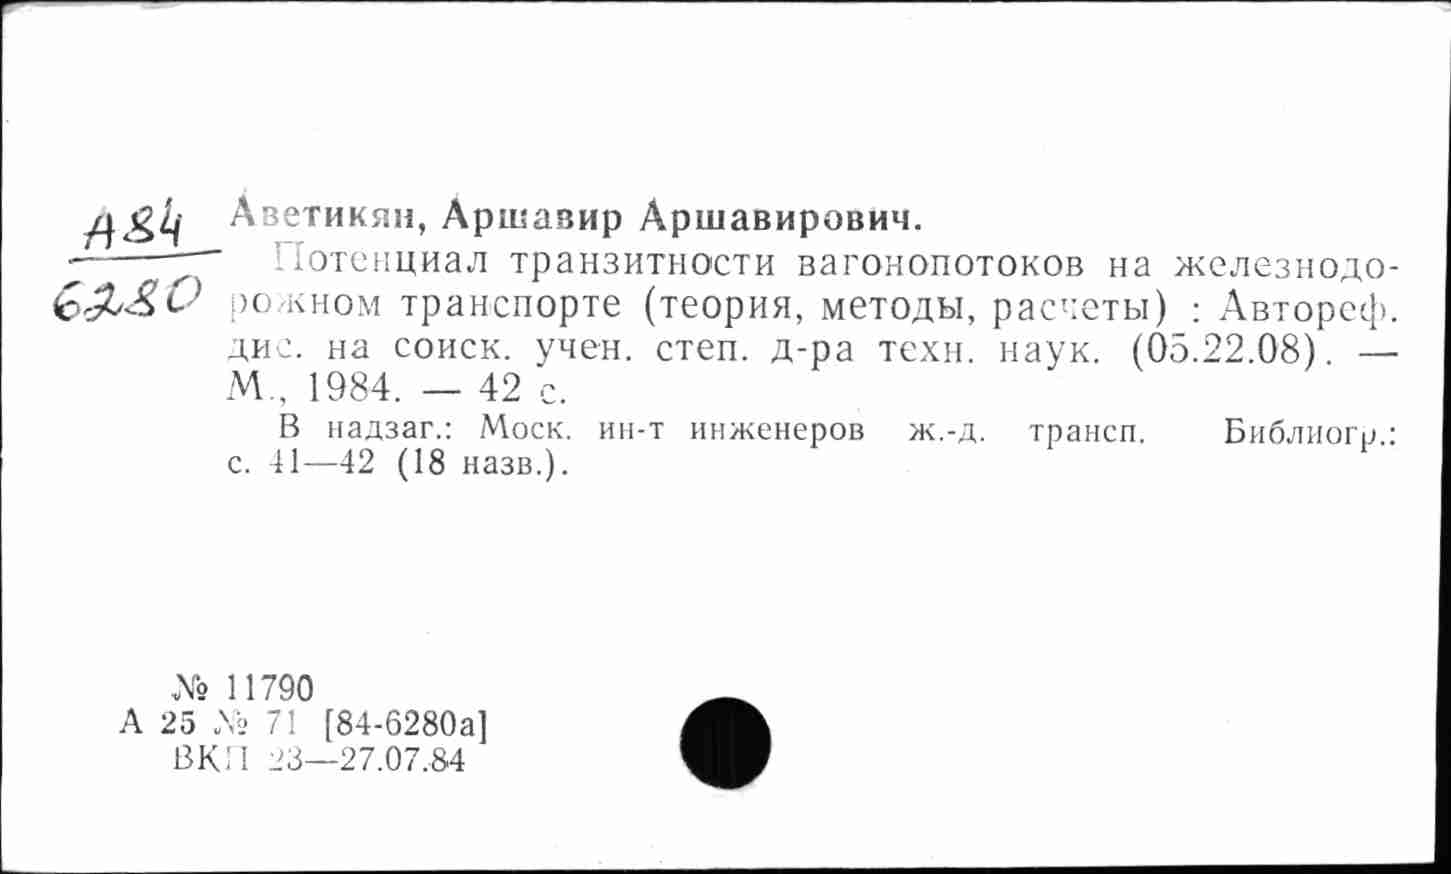 А84 Аветикян, Аршавир Аршавирович.
Потенциал транзитности вагонопотоков на железнодо-
6280 рожном транспорте (теория, методы, расчеты) : Автореф.
дис. на соиск. учен. степ. д-ра техн. наук. (05.22.08). —
М., 1984. — 42 с.
В надзаг.: Моск. ин-т инженеров ж.-д. трансп. Библиогр.:
с. 41—42 (18 назв.).
№ 11790
А 25 № 71 [84-6280а]
ВКП 23—27.07.84